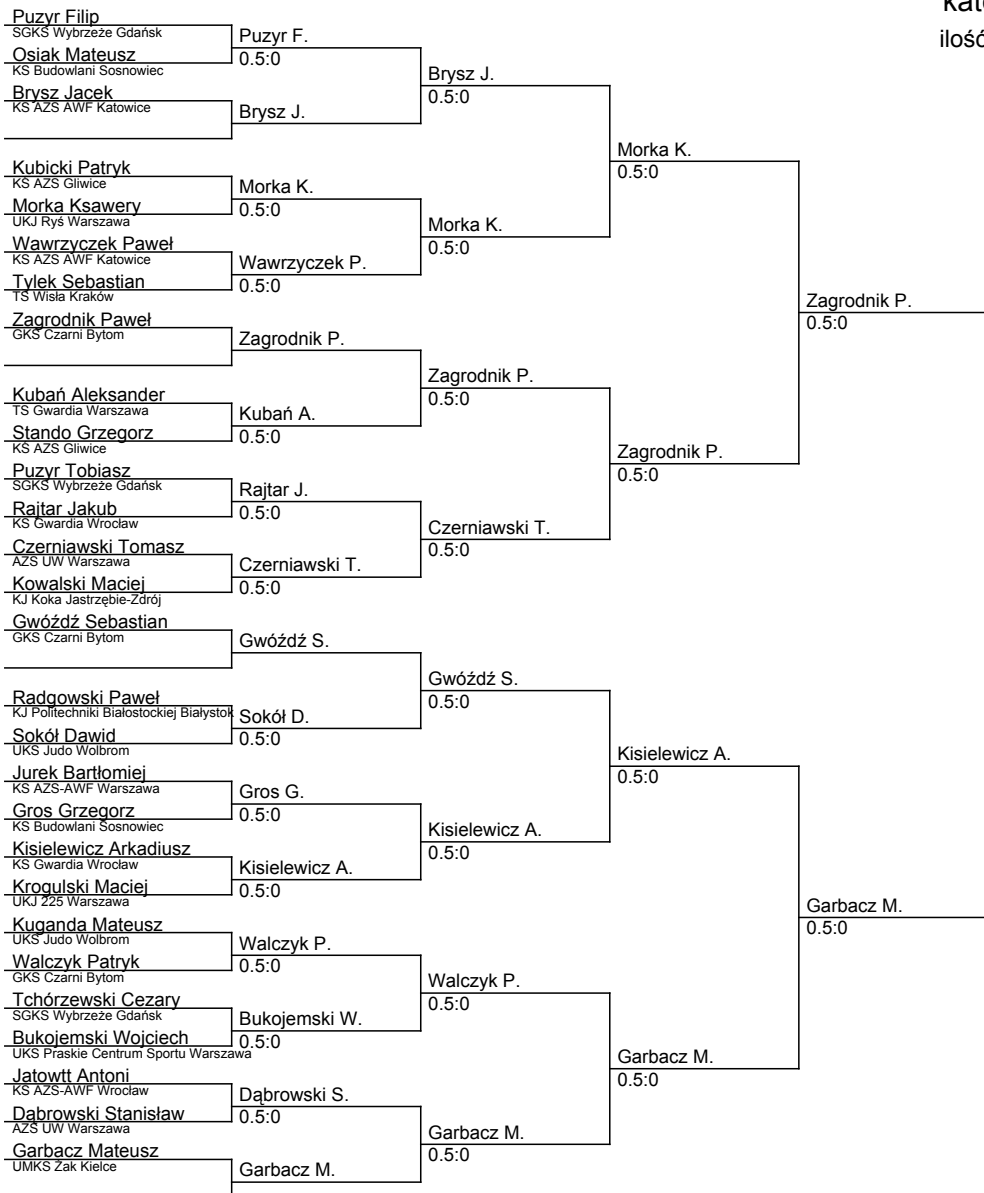 kate
ilość
Puzyr Filip
SGKS Wybrzeże Gdańsk
Osiak Mateusz
KS Budowlani Sosnowiec
Brysz Jacek
KS AZS AWF Katowice
Kubicki Patryk
KS AZS Gliwice
Morka Ksawery
UKJ Ryś Warszawa
Wawrzyczek Paweł
KS AZS AWF Katowice
Tylek Sebastian
TS Wisła Kraków
Zagrodnik Paweł
GKS Czarni Bytom
Kubań Aleksander
TS Gwardia Warszawa
Stando Grzegorz
KS AZS Gliwice
Puzyr Tobiasz
SGKS Wybrzeże Gdańsk
Rajtar Jakub
KS Gwardia Wrocław
Czerniawski Tomasz
AZS UW Warszawa
Kowalski Maciej
KJ Koka Jastrzębie-Zdrój
Gwóźdź Sebastian
GKS Czarni Bytom
Radgowski Paweł
KJ Politechniki Białostockiej Białystok
Sokół Dawid
UKS Judo Wolbrom
Jurek Bartłomiej
KS AZS-AWF Warszawa
Gros Grzegorz
KS Budowlani Sosnowiec
Kisielewicz Arkadiusz
KS Gwardia Wrocław
Krogulski Maciej
UKJ 225 Warszawa
Kuganda Mateusz
UKS Judo Wolbrom
Walczyk Patryk
GKS Czarni Bytom
Tchórzewski Cezary
SGKS Wybrzeże Gdańsk
Bukojemski Wojciech
UKS Praskie Centrum Sportu Warszawa
Jatowtt Antoni
KS AZS-AWF Wrocław
Dąbrowski Stanisław
AZS UW Warszawa
Garbacz Mateusz
UMKS Żak Kielce
Puzyr F.
0.5:0
Brysz J.
Morka K.
0.5:0
Wawrzyczek P.
0.5:0
Zagrodnik P.
Kubań A.
0.5:0
Rajtar J.
0.5:0
Czerniawski T.
0.5:0
Gwóźdź S.
Sokół D.
0.5:0
Gros G.
0.5:0
Kisielewicz A.
0.5:0
Walczyk P.
0.5:0
Bukojemski W.
0.5:0
Dąbrowski S.
0.5:0
Garbacz M.
Brysz J.
0.5:0
Morka K.
0.5:0
Zagrodnik P.
0.5:0
Czerniawski T.
0.5:0
Gwóźdź S.
0.5:0
Kisielewicz A.
0.5:0
Walczyk P.
0.5:0
Garbacz M.
0.5:0
Morka K.
0.5:0
Zagrodnik P.
0.5:0
Kisielewicz A.
0.5:0
Garbacz M.
0.5:0
Zagrodnik P.
0.5:0
Garbacz M.
0.5:0